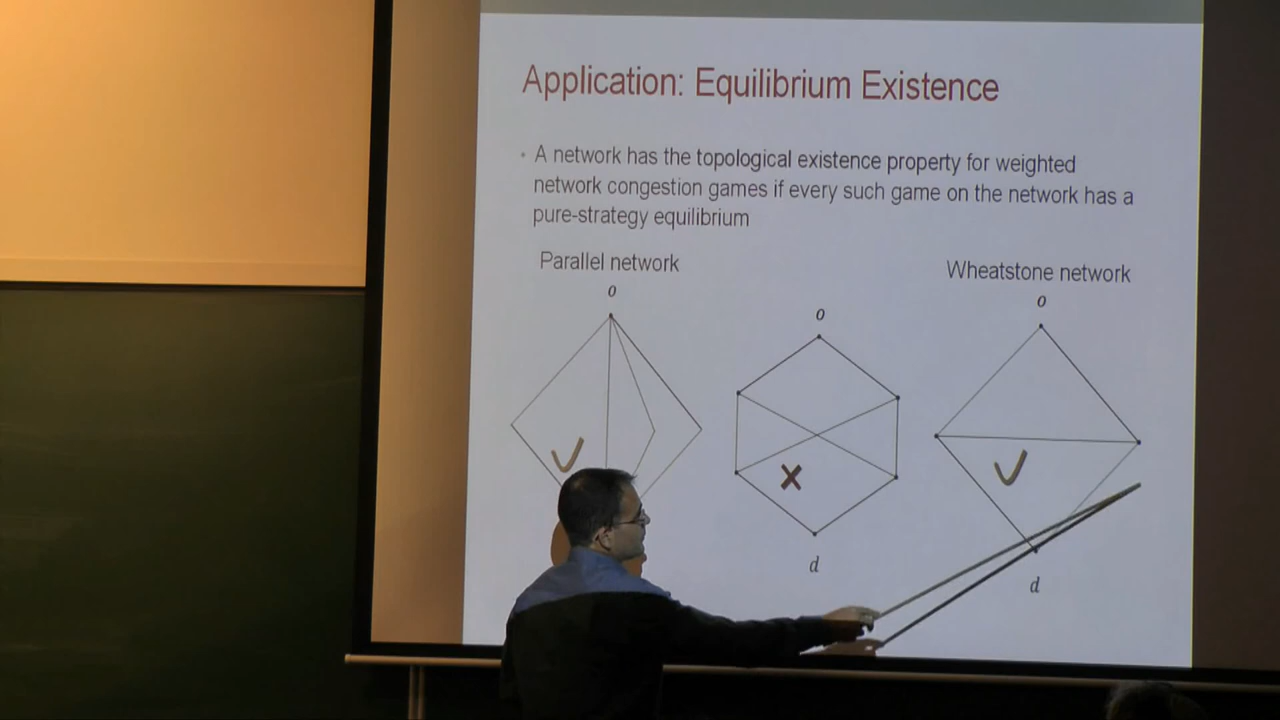 Application: Equilibrium Existence
• A network has the topological existence property for weighted
network congestion games if every such game on the network has a
pure-strategy equilibrium
Parallel network
Wheatstone network
o
o
o
d
d